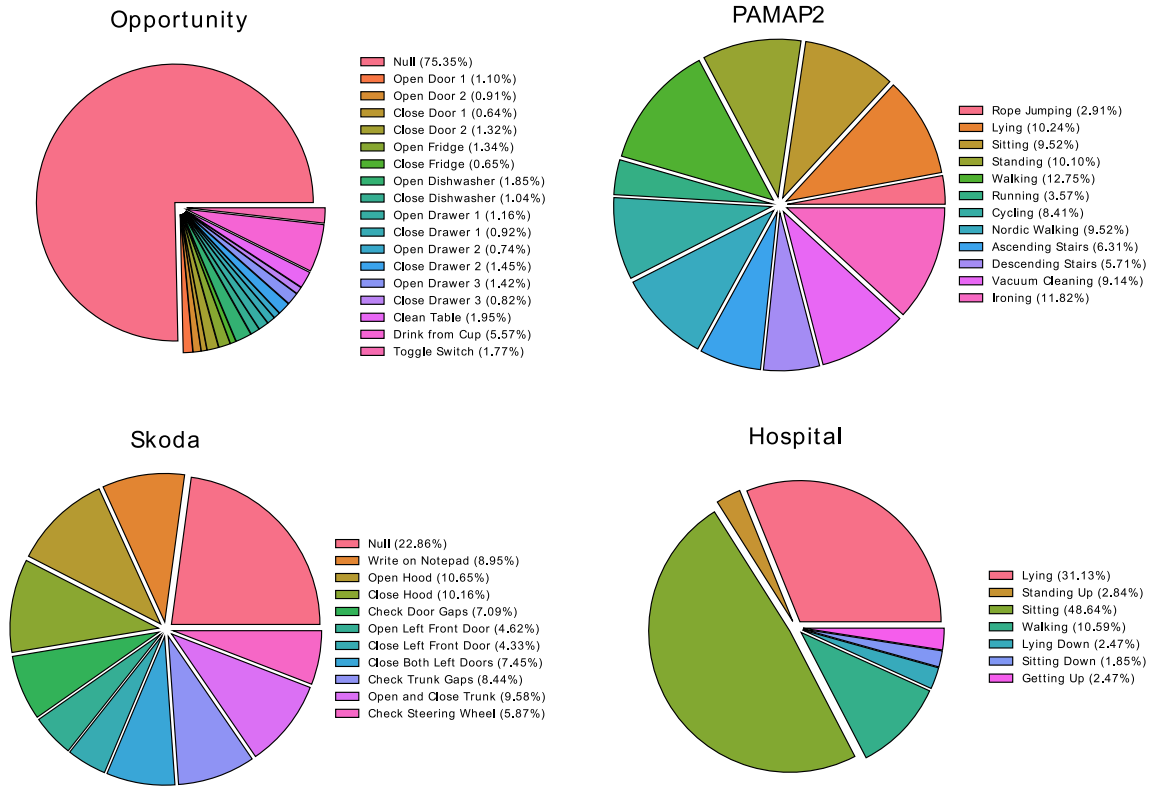 Opportunity
Null (75.35%)
Open Door 1 (1.10%)
Open Door 2 (0.91%)
Close Door 1 (0.64%)
Close Door 2 (1.32%)
Open Fridge (1.34%)
Close Fridge (0.65%)
Open Dishwasher (1.85%)
Close Dishwasher (1.04%)
Open Drawer 1 (1.16%)
Close Drawer 1 (0.92%)
Open Drawer 2 (0.74%)
Close Drawer 2 (1.45%)
Open Drawer 3 (1.42%)
Close Drawer 3 (0.82%)
Clean Table (1.95%)
Drink from Cup (5.57%)
Toggle Switch (1.77%)
PAMAP2
Rope Jumping (2.91%)
Lying (10.24%)
Sitting (9.52%)
Standing (10.10%)
Walking (12.75%)
Running (3.57%)
Cycling (8.41%)
Nordic Walking (9.52%)
Ascending Stairs (6.31%)
Descending Stairs (5.71%)
Vacuum Cleaning (9.14%)
Ironing (11.82%)
Skoda
Null (22.86%)
Write on Notepad (8.95%)
Open Hood (10.65%)
Close Hood (10.16%)
Check Door Gaps (7.09%)
Open Left Front Door (4.62%)
Close Left Front Door (4.33%)
Close Both Left Doors (7.45%)
Check Trunk Gaps (8.44%)
Open and Close Trunk (9.58%)
Check Steering Wheel (5.87%)
Hospital
Lying (31.13%)
Standing Up (2.84%)
Sitting (48.64%)
Walking (10.59%)
Lying Down (2.47%)
Sitting Down (1.85%)
Getting Up (2.47%)